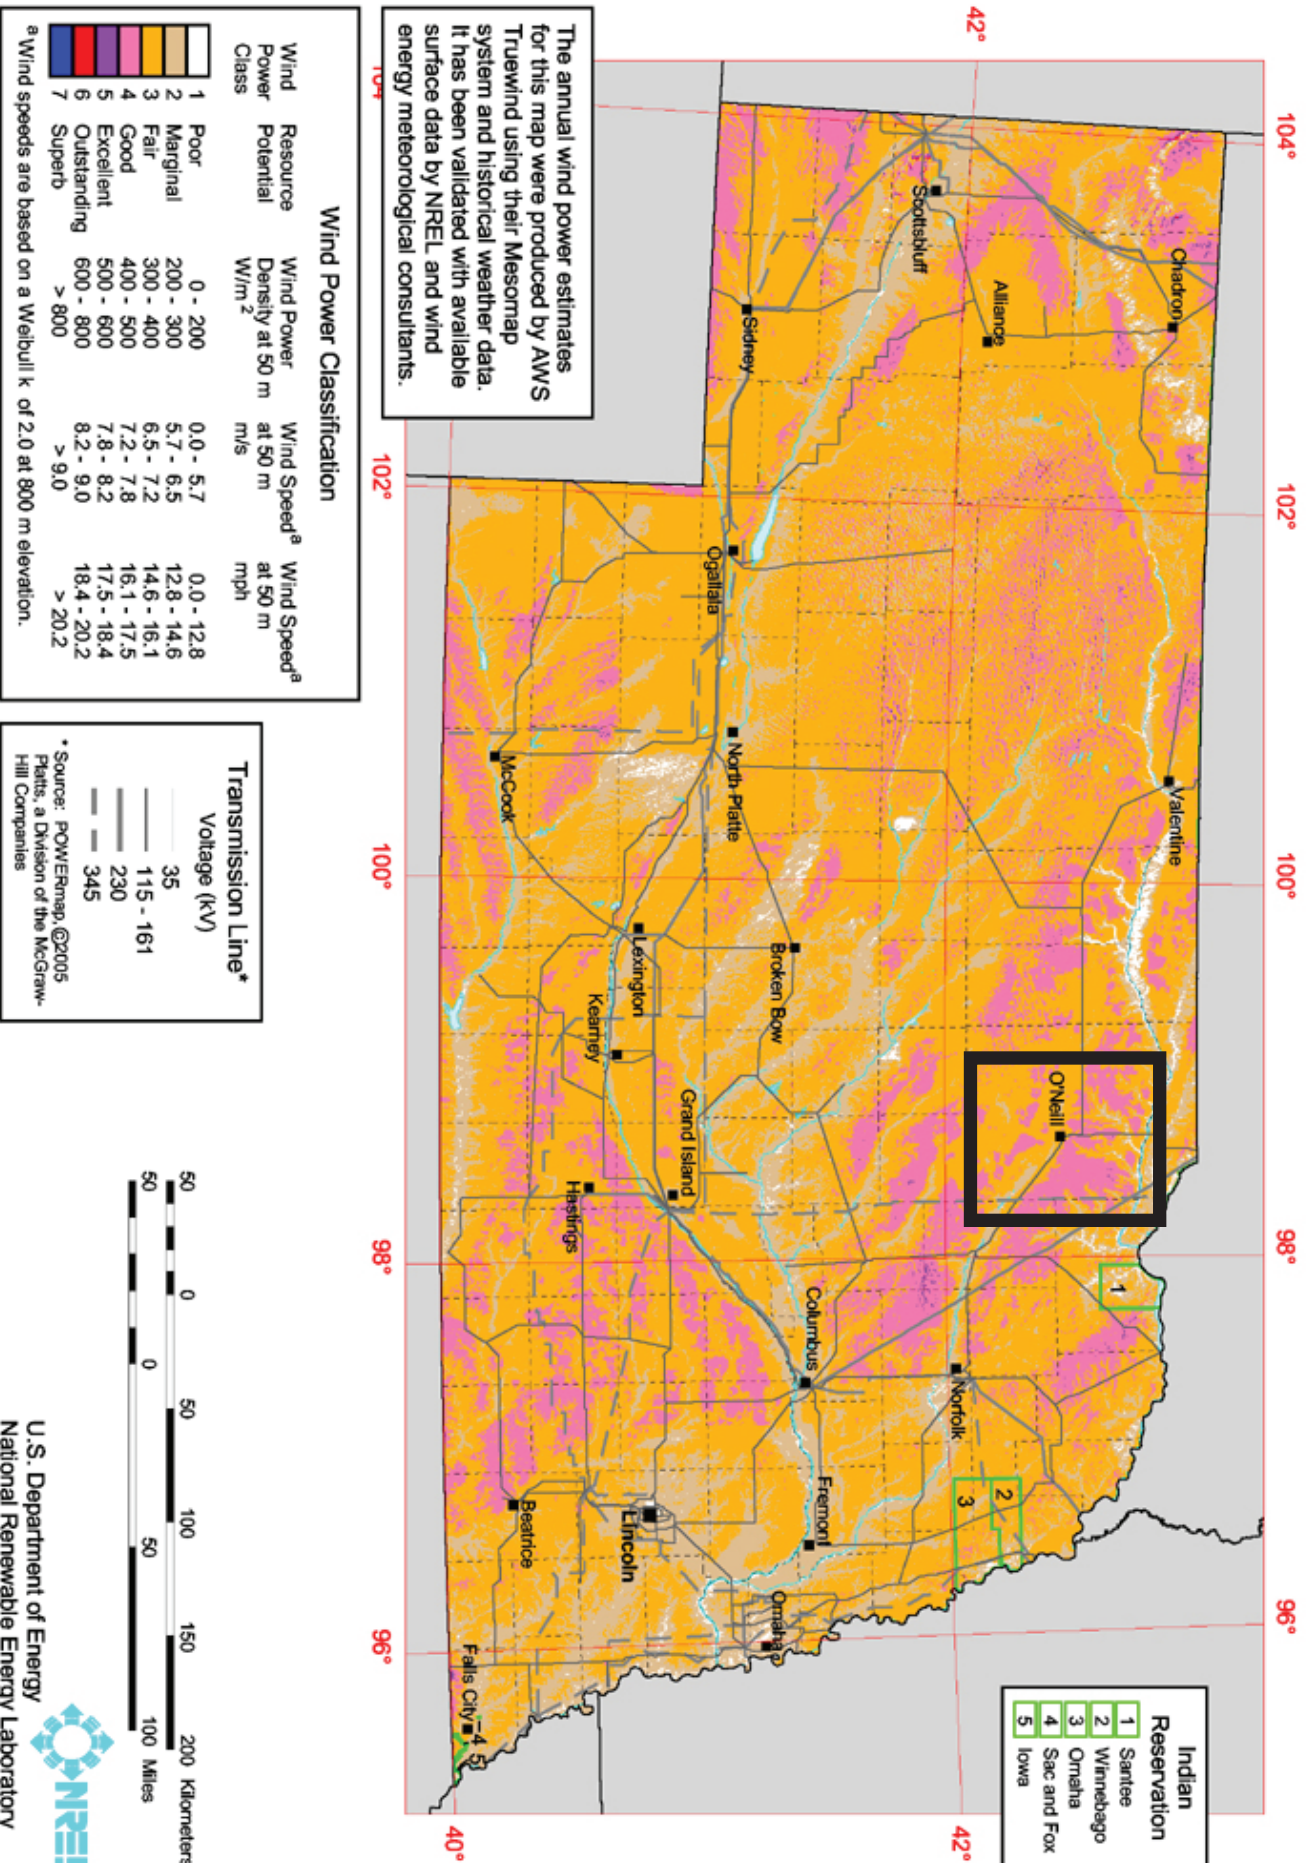 42°
104°
102°
100°
98°
96°
104
102°
100°
98°
96°
40°
42°
Chadron
Scottsbluff
Alliance
Sidney
Valentine
Ogallala
North Platte
McCook
Broken Bow
Lexington
Kearney
O'Neill
Grand Island
Hastings
Columbus
Norfolk
Fremont
Lincoln
Beatrice
Omaha
Falls City
1
2
3
4
5
Indian
Reservation
1 Santee
2 Winnebago
3 Omaha
4 Sac and Fox
5 Iowa
The annual wind power estimates
for this map were produced by AWS
Truewind using their Mesomap
system and historical weather data.
It has been validated with available
surface data by NREL and wind
energy meteorological consultants.
Wind Power Classification
Wind Resource Wind Power Wind Speedᵃ Wind Speedᵃ
Power Potential Density at 50 m at 50 m at 50 m
Class W/m² m/s mph
1 Poor 0 - 200 0.0 - 5.7 0.0 - 12.8
2 Marginal 200 - 300 5.7 - 6.5 12.8 - 14.6
3 Fair 300 - 400 6.5 - 7.2 14.6 - 16.1
4 Good 400 - 500 7.2 - 7.8 16.1 - 17.5
5 Excellent 500 - 600 7.8 - 8.2 17.5 - 18.4
6 Outstanding 600 - 800 8.2 - 9.0 18.4 - 20.2
7 Superb > 800 > 9.0 > 20.2
ᵃ Wind speeds are based on a Weibull k of 2.0 at 800 m elevation.
Transmission Line*
Voltage (kV)
35
115 - 161
230
345
* Source: POWERmap, ©2005
Platts, a Division of the McGraw-
Hill Companies
50 0 50 100 150 200 Kilometers
50 0 50 100 Miles
U.S. Department of Energy
National Renewable Energy Laboratory
NREL